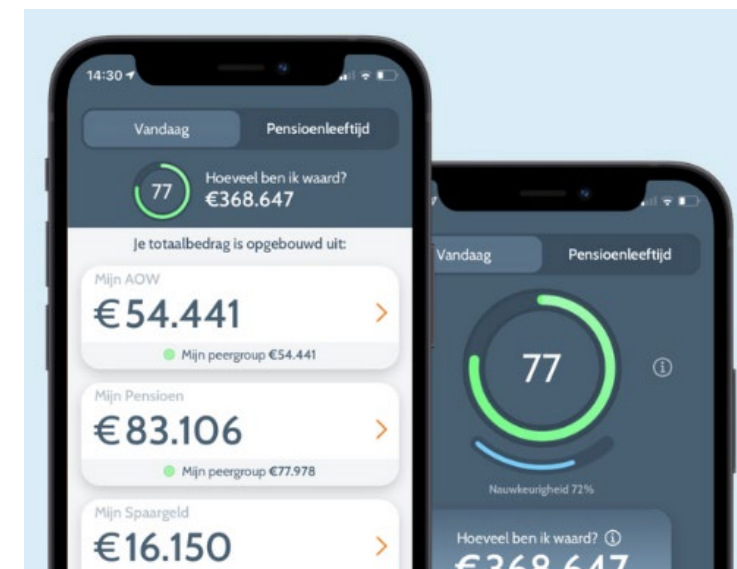 14:30
Vandaag
Pensioenleeftijd
77
Hoeveel ben ik waard?
€368.647
Je totaalbedrag is opgebouwd uit:
Mijn AOW
€54.441
Mijn peergroup €54.441
Mijn Pensioen
€83.106
Mijn peergroup €77.978
Mijn Spaargeld
€16.150
Vandaag
Pensioenleeftijd
77
Nauwkeurigheid 72%
Hoeveel ben ik waard?
€368.647